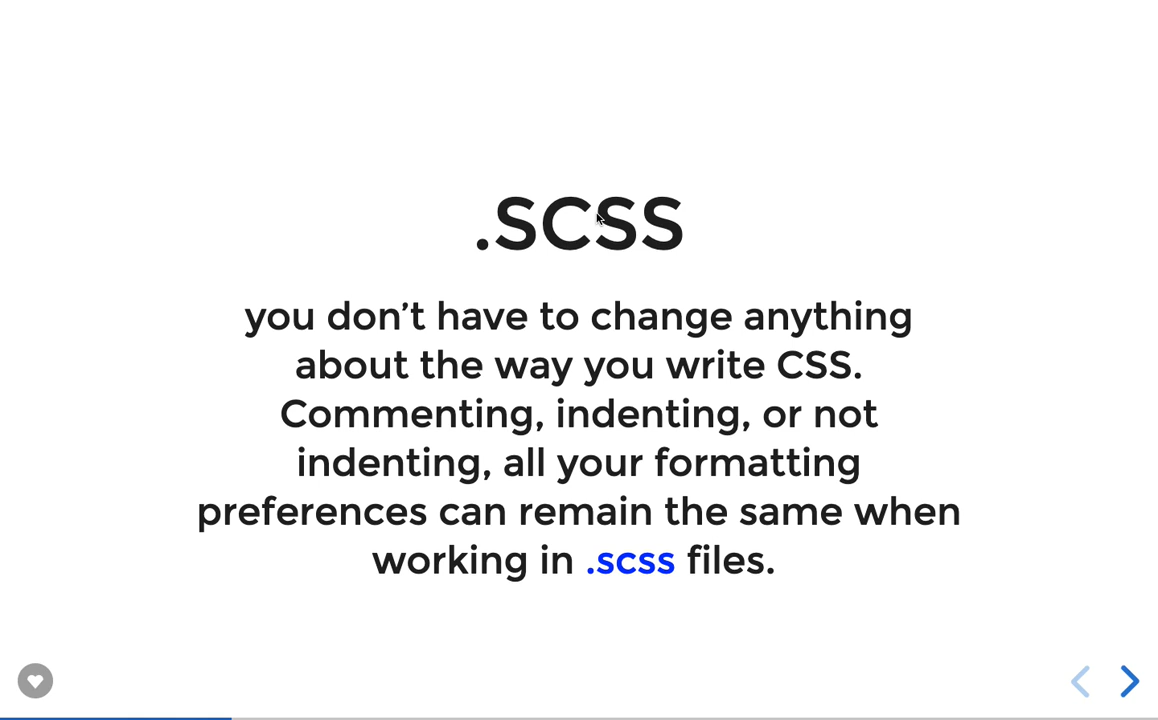 .SCSS
you don’t have to change anything
about the way you write CSS.
Commenting, indenting, or not
indenting, all your formatting
preferences can remain the same when
working in .scss files.